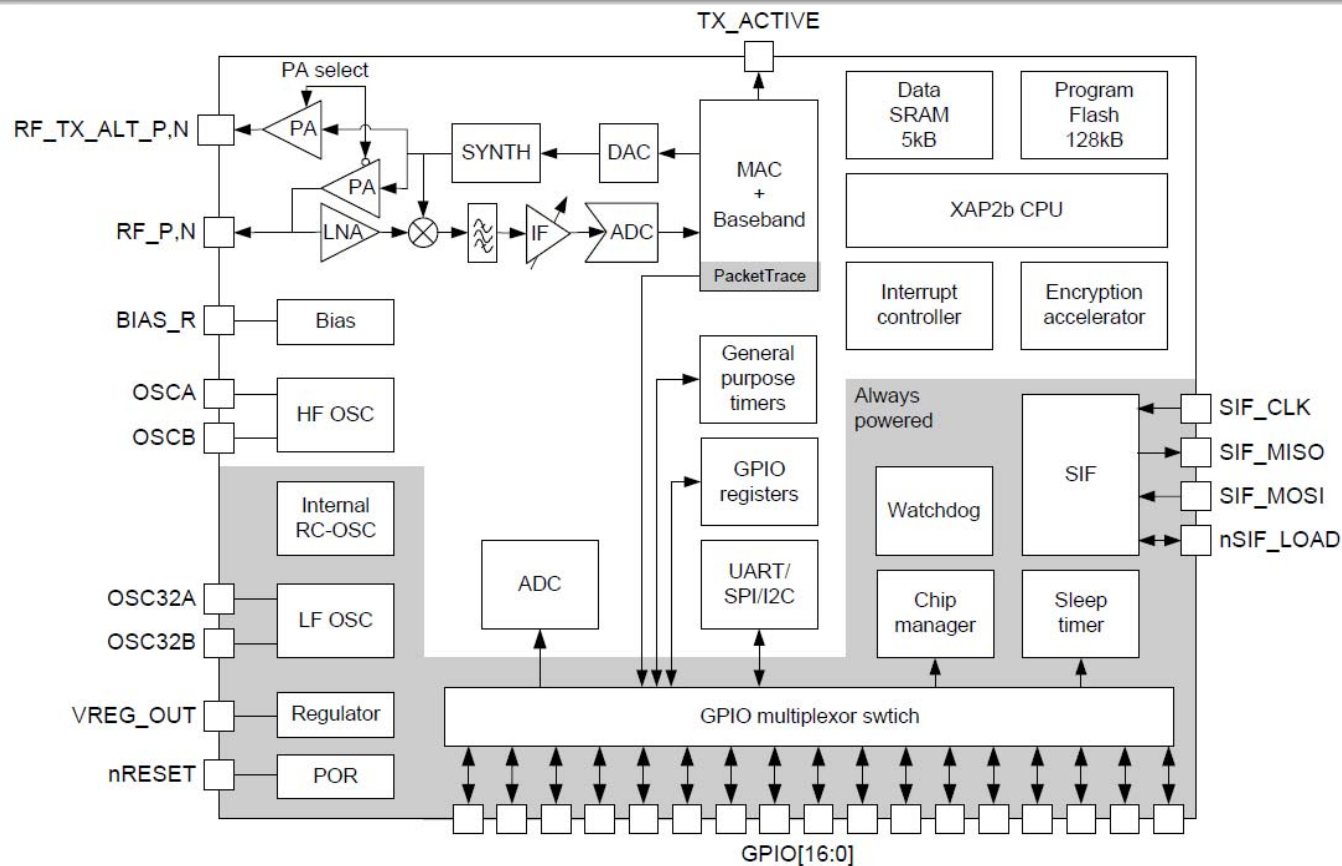 TX_ACTIVE
PA select
RF_TX_ALT_P,N
PA
PA
SYNTH
DAC
MAC
+
Baseband
PacketTrace
Data
SRAM
5kB
Program
Flash
128kB
XAP2b CPU
RF_P,N
LNA
IF
ADC
Interrupt
controller
Encryption
accelerator
BIAS_R
Bias
General
purpose
timers
OSCA
OSCB
HF OSC
Always
powered
SIF
SIF_CLK
SIF_MISO
SIF_MOSI
nSIF_LOAD
GPIO
registers
Watchdog
Internal
RC-OSC
ADC
UART/
SPI/I2C
Chip
manager
Sleep
timer
OSC32A
OSC32B
LF OSC
VREG_OUT
Regulator
GPIO multiplexor swtich
nRESET
POR
GPIO[16:0]